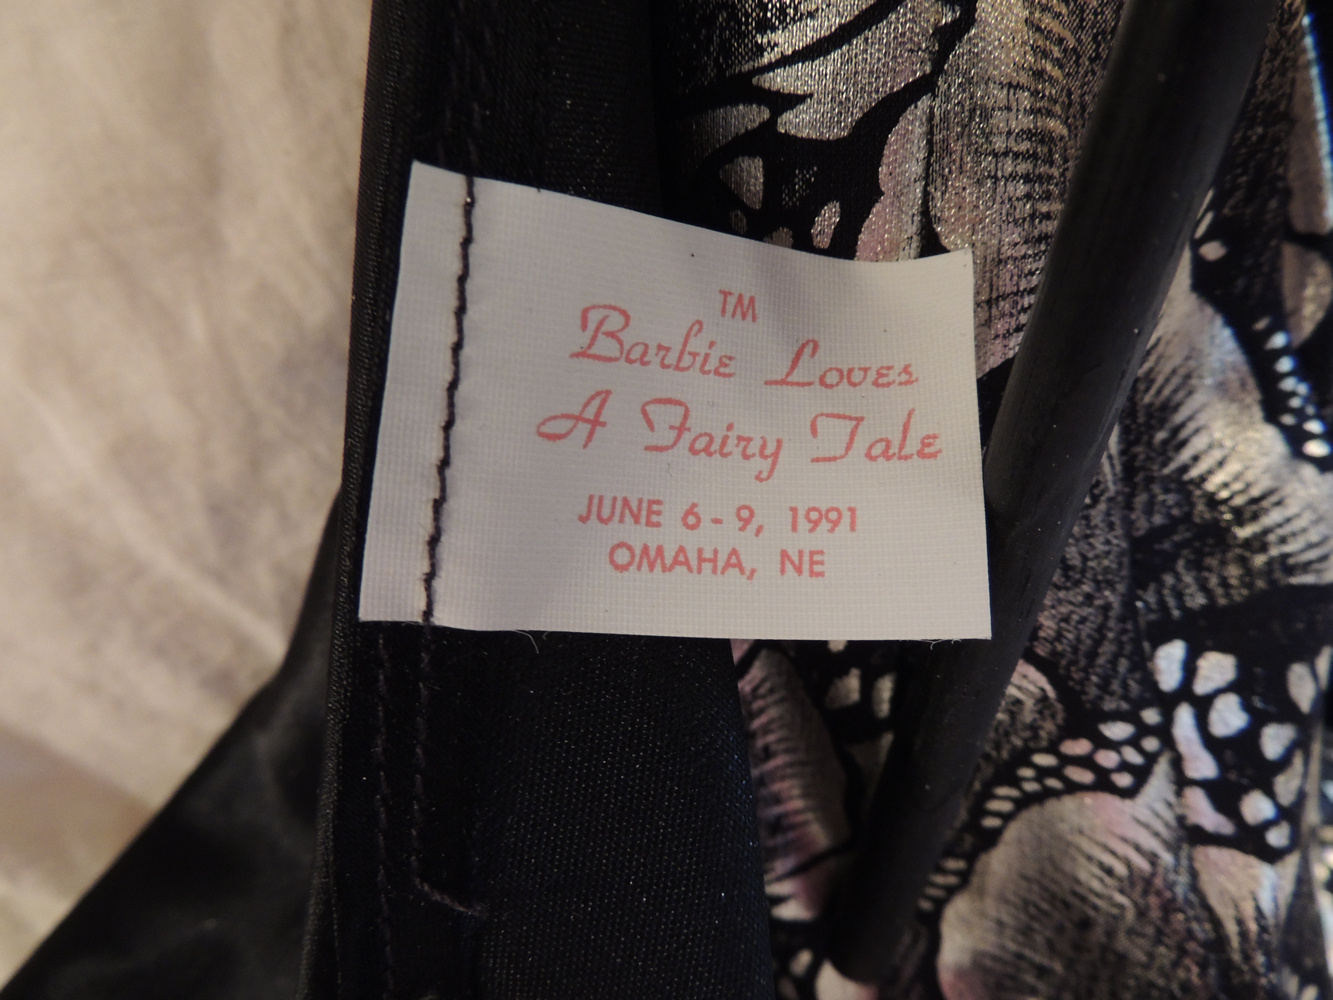 TM
Barbie Loves
A Fairy Tale
JUNE 6-9, 1991
OMAHA, NE